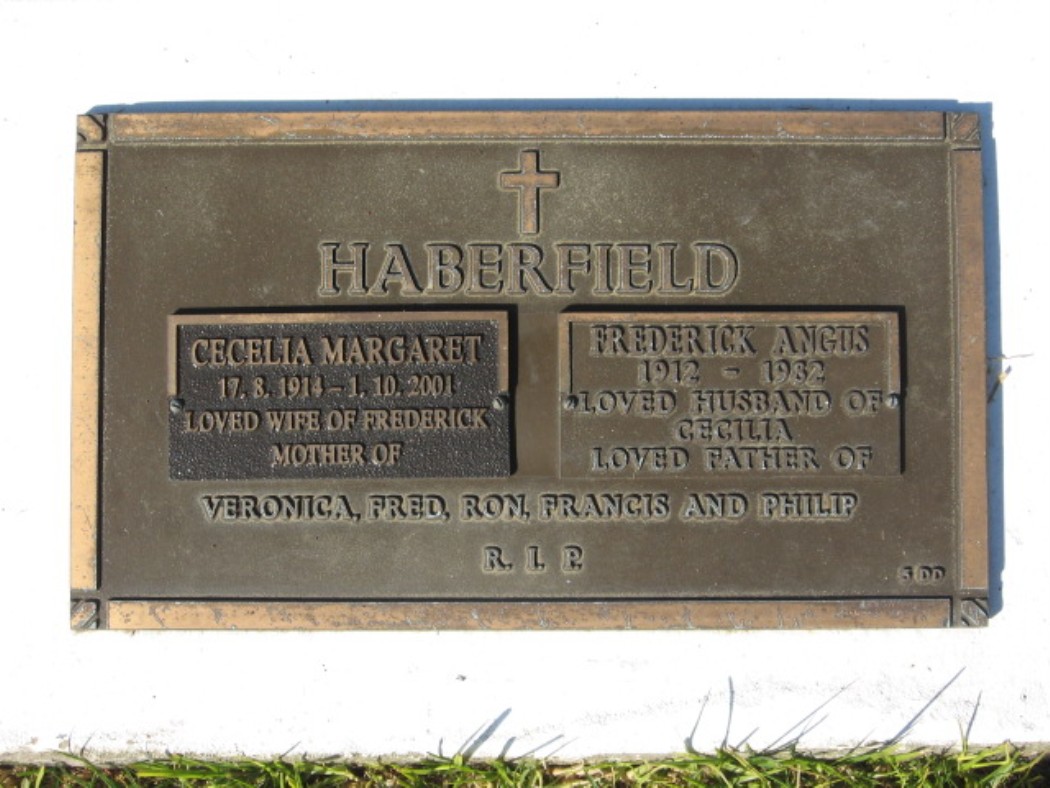 HABERFIELD
CECELIA MARGARET
17. 8. 1914 – 1. 10. 2001
LOVED WIFE OF FREDERICK
MOTHER OF
FREDERICK ANGUS
1912 - 1982
LOVED HUSBAND OF
CECILIA
LOVED FATHER OF
VERONICA, FRED, RON, FRANCIS AND PHILIP
R. I. P.
5 DD